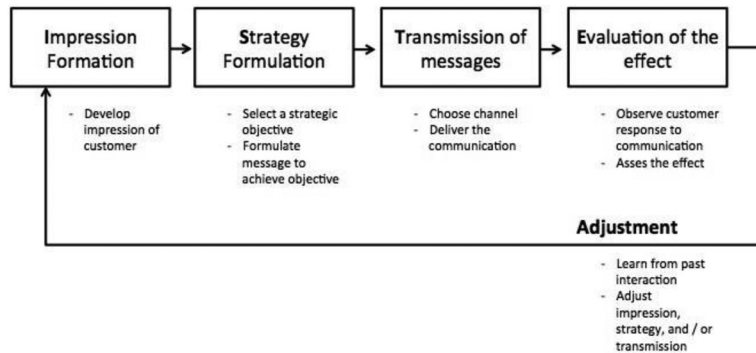 Impression
Formation
Strategy
Formulation
Transmission of
messages
Evaluation of the
effect
- Develop
impression of
customer
- Select a strategic
objective
- Formulate
message to
achieve objective
- Choose channel
- Deliver the
communication
- Observe customer
response to
communication
- Asses the effect
Adjustment
- Learn from past
interaction
- Adjust
impression,
strategy, and / or
transmission